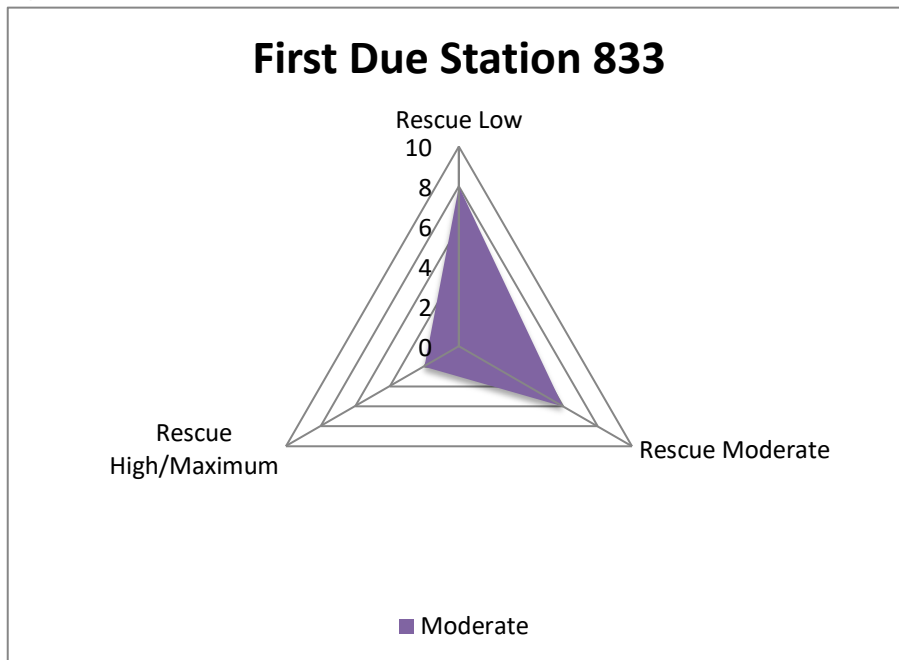 First Due Station 833
Rescue Low
10
8
6
4
2
0
Rescue
High/Maximum
Rescue Moderate
Moderate